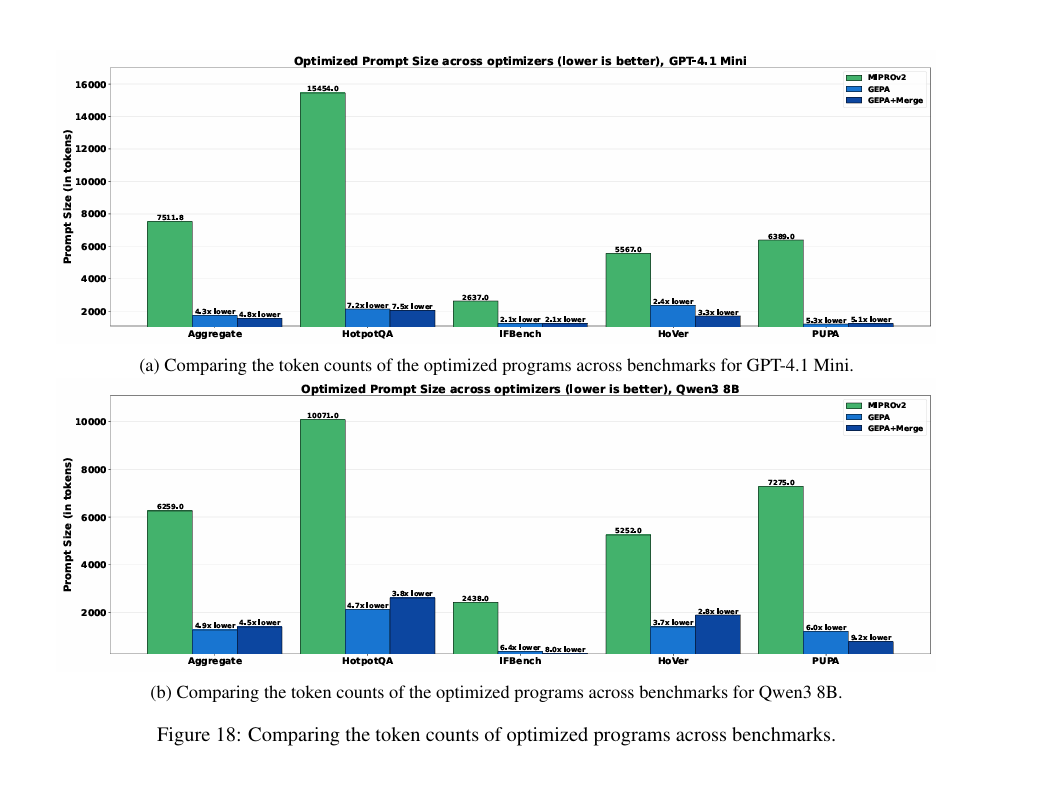 Optimized Prompt Size across optimizers (lower is better), GPT-4.1 Mini
MIPROv2
GEPA
GEPA+Merge
Prompt Size (in tokens)
16000
14000
12000
10000
8000
6000
4000
2000
7511.8
4.3x lower
4.8x lower
15454.0
7.2x lower
7.5x lower
2637.0
2.1x lower
2.1x lower
5567.0
2.4x lower
3.3x lower
6389.0
5.3x lower
5.1x lower
Aggregate
HotpotQA
IFBench
HoVer
PUPA
(a) Comparing the token counts of the optimized programs across benchmarks for GPT-4.1 Mini.
Optimized Prompt Size across optimizers (lower is better), Qwen3 8B
MIPROv2
GEPA
GEPA+Merge
Prompt Size (in tokens)
10000
8000
6000
4000
2000
6259.0
4.9x lower
4.5x lower
10071.0
4.7x lower
3.8x lower
2438.0
6.4x lower
8.0x lower
5252.0
3.7x lower
2.8x lower
7275.0
6.0x lower
9.2x lower
Aggregate
HotpotQA
IFBench
HoVer
PUPA
(b) Comparing the token counts of the optimized programs across benchmarks for Qwen3 8B.
Figure 18: Comparing the token counts of optimized programs across benchmarks.